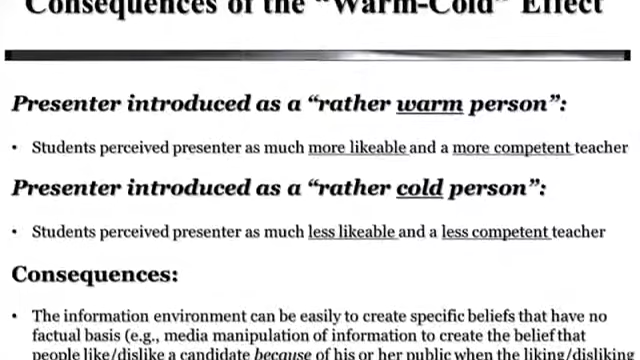 Consequences of the "Warm-Cold" Effect
Presenter introduced as a "rather warm person":
• Students perceived presenter as much more likeable and a more competent teacher
Presenter introduced as a "rather cold person":
• Students perceived presenter as much less likeable and a less competent teacher
Consequences:
• The information environment can be easily to create specific beliefs that have no
factual basis (e.g., media manipulation of information to create the belief that
people like/dislike a candidate because of his or her public when the liking/disliking